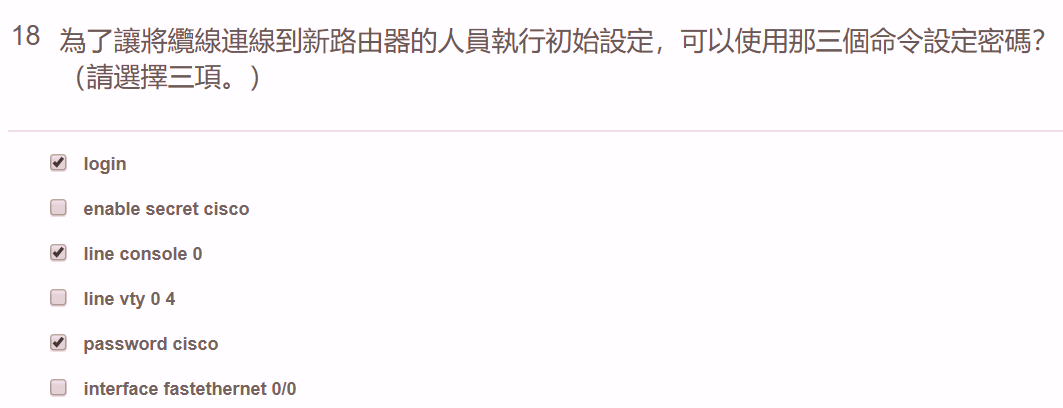 18 為了讓將纜線連線到新路由器的人員執行初始設定，可以使用那三個命令設定密碼？
（請選擇三項。）
login
enable secret cisco
line console 0
line vty 0 4
password cisco
interface fastethernet 0/0